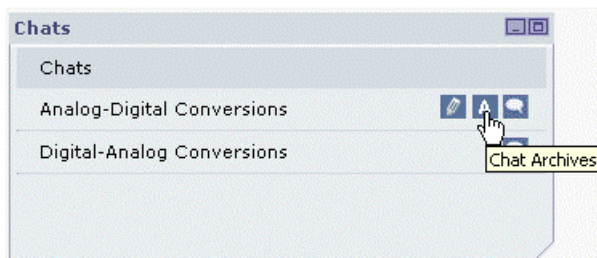 Chats
Chats
Analog-Digital Conversions
A
Digital-Analog Conversions
Chat Archives